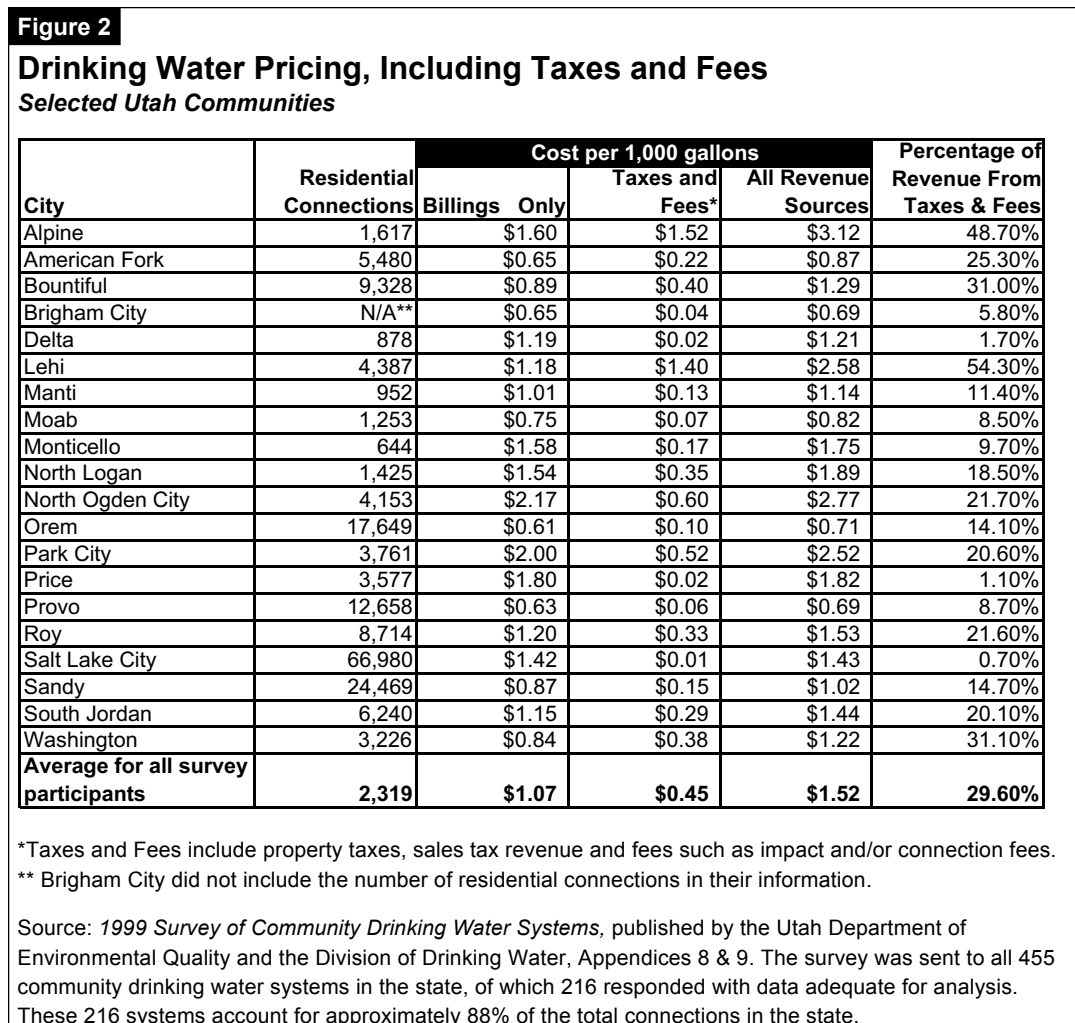 Figure 2
Drinking Water Pricing, Including Taxes and Fees
Selected Utah Communities
Cost per 1,000 gallons Percentage of
Residential Taxes and All Revenue Revenue From
City Connections Billings Only Fees* Sources Taxes & Fees
Alpine 1,617 $1.60 $1.52 $3.12 48.70%
American Fork 5,480 $0.65 $0.22 $0.87 25.30%
Bountiful 9,328 $0.89 $0.40 $1.29 31.00%
Brigham City N/A** $0.65 $0.04 $0.69 5.80%
Delta 878 $1.19 $0.02 $1.21 1.70%
Lehi 4,387 $1.18 $1.40 $2.58 54.30%
Manti 952 $1.01 $0.13 $1.14 11.40%
Moab 1,253 $0.75 $0.07 $0.82 8.50%
Monticello 644 $1.58 $0.17 $1.75 9.70%
North Logan 1,425 $1.54 $0.35 $1.89 18.50%
North Ogden City 4,153 $2.17 $0.60 $2.77 21.70%
Orem 17,649 $0.61 $0.10 $0.71 14.10%
Park City 3,761 $2.00 $0.52 $2.52 20.60%
Price 3,577 $1.80 $0.02 $1.82 1.10%
Provo 12,658 $0.63 $0.06 $0.69 8.70%
Roy 8,714 $1.20 $0.33 $1.53 21.60%
Salt Lake City 66,980 $1.42 $0.01 $1.43 0.70%
Sandy 24,469 $0.87 $0.15 $1.02 14.70%
South Jordan 6,240 $1.15 $0.29 $1.44 20.10%
Washington 3,226 $0.84 $0.38 $1.22 31.10%
Average for all survey
participants 2,319 $1.07 $0.45 $1.52 29.60%
*Taxes and Fees include property taxes, sales tax revenue and fees such as impact and/or connection fees.
** Brigham City did not include the number of residential connections in their information.
Source: 1999 Survey of Community Drinking Water Systems, published by the Utah Department of
Environmental Quality and the Division of Drinking Water, Appendices 8 & 9. The survey was sent to all 455
community drinking water systems in the state, of which 216 responded with data adequate for analysis.
These 216 systems account for approximately 88% of the total connections in the state.